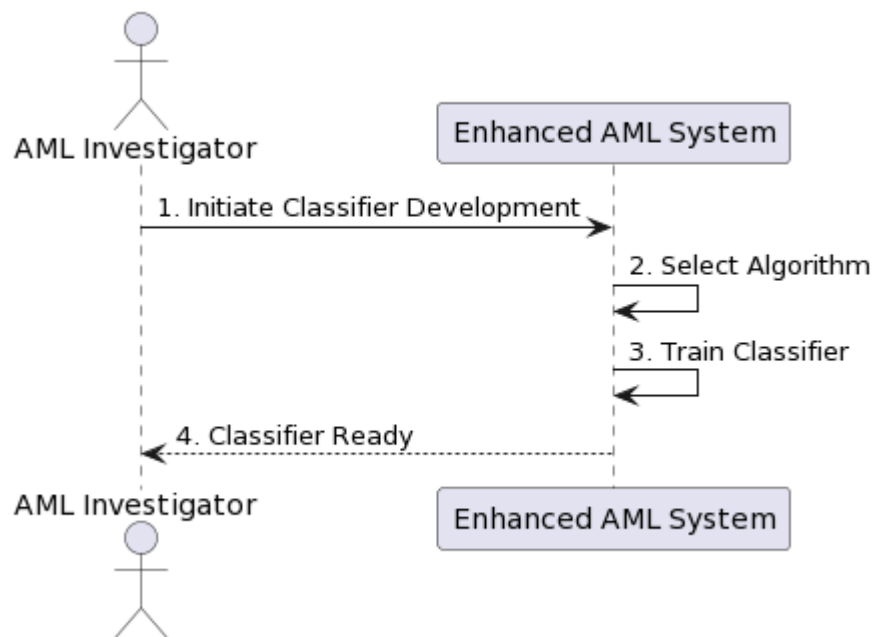 AML Investigator
Enhanced AML System
1. Initiate Classifier Development
2. Select Algorithm
3. Train Classifier
4. Classifier Ready
AML Investigator
Enhanced AML System